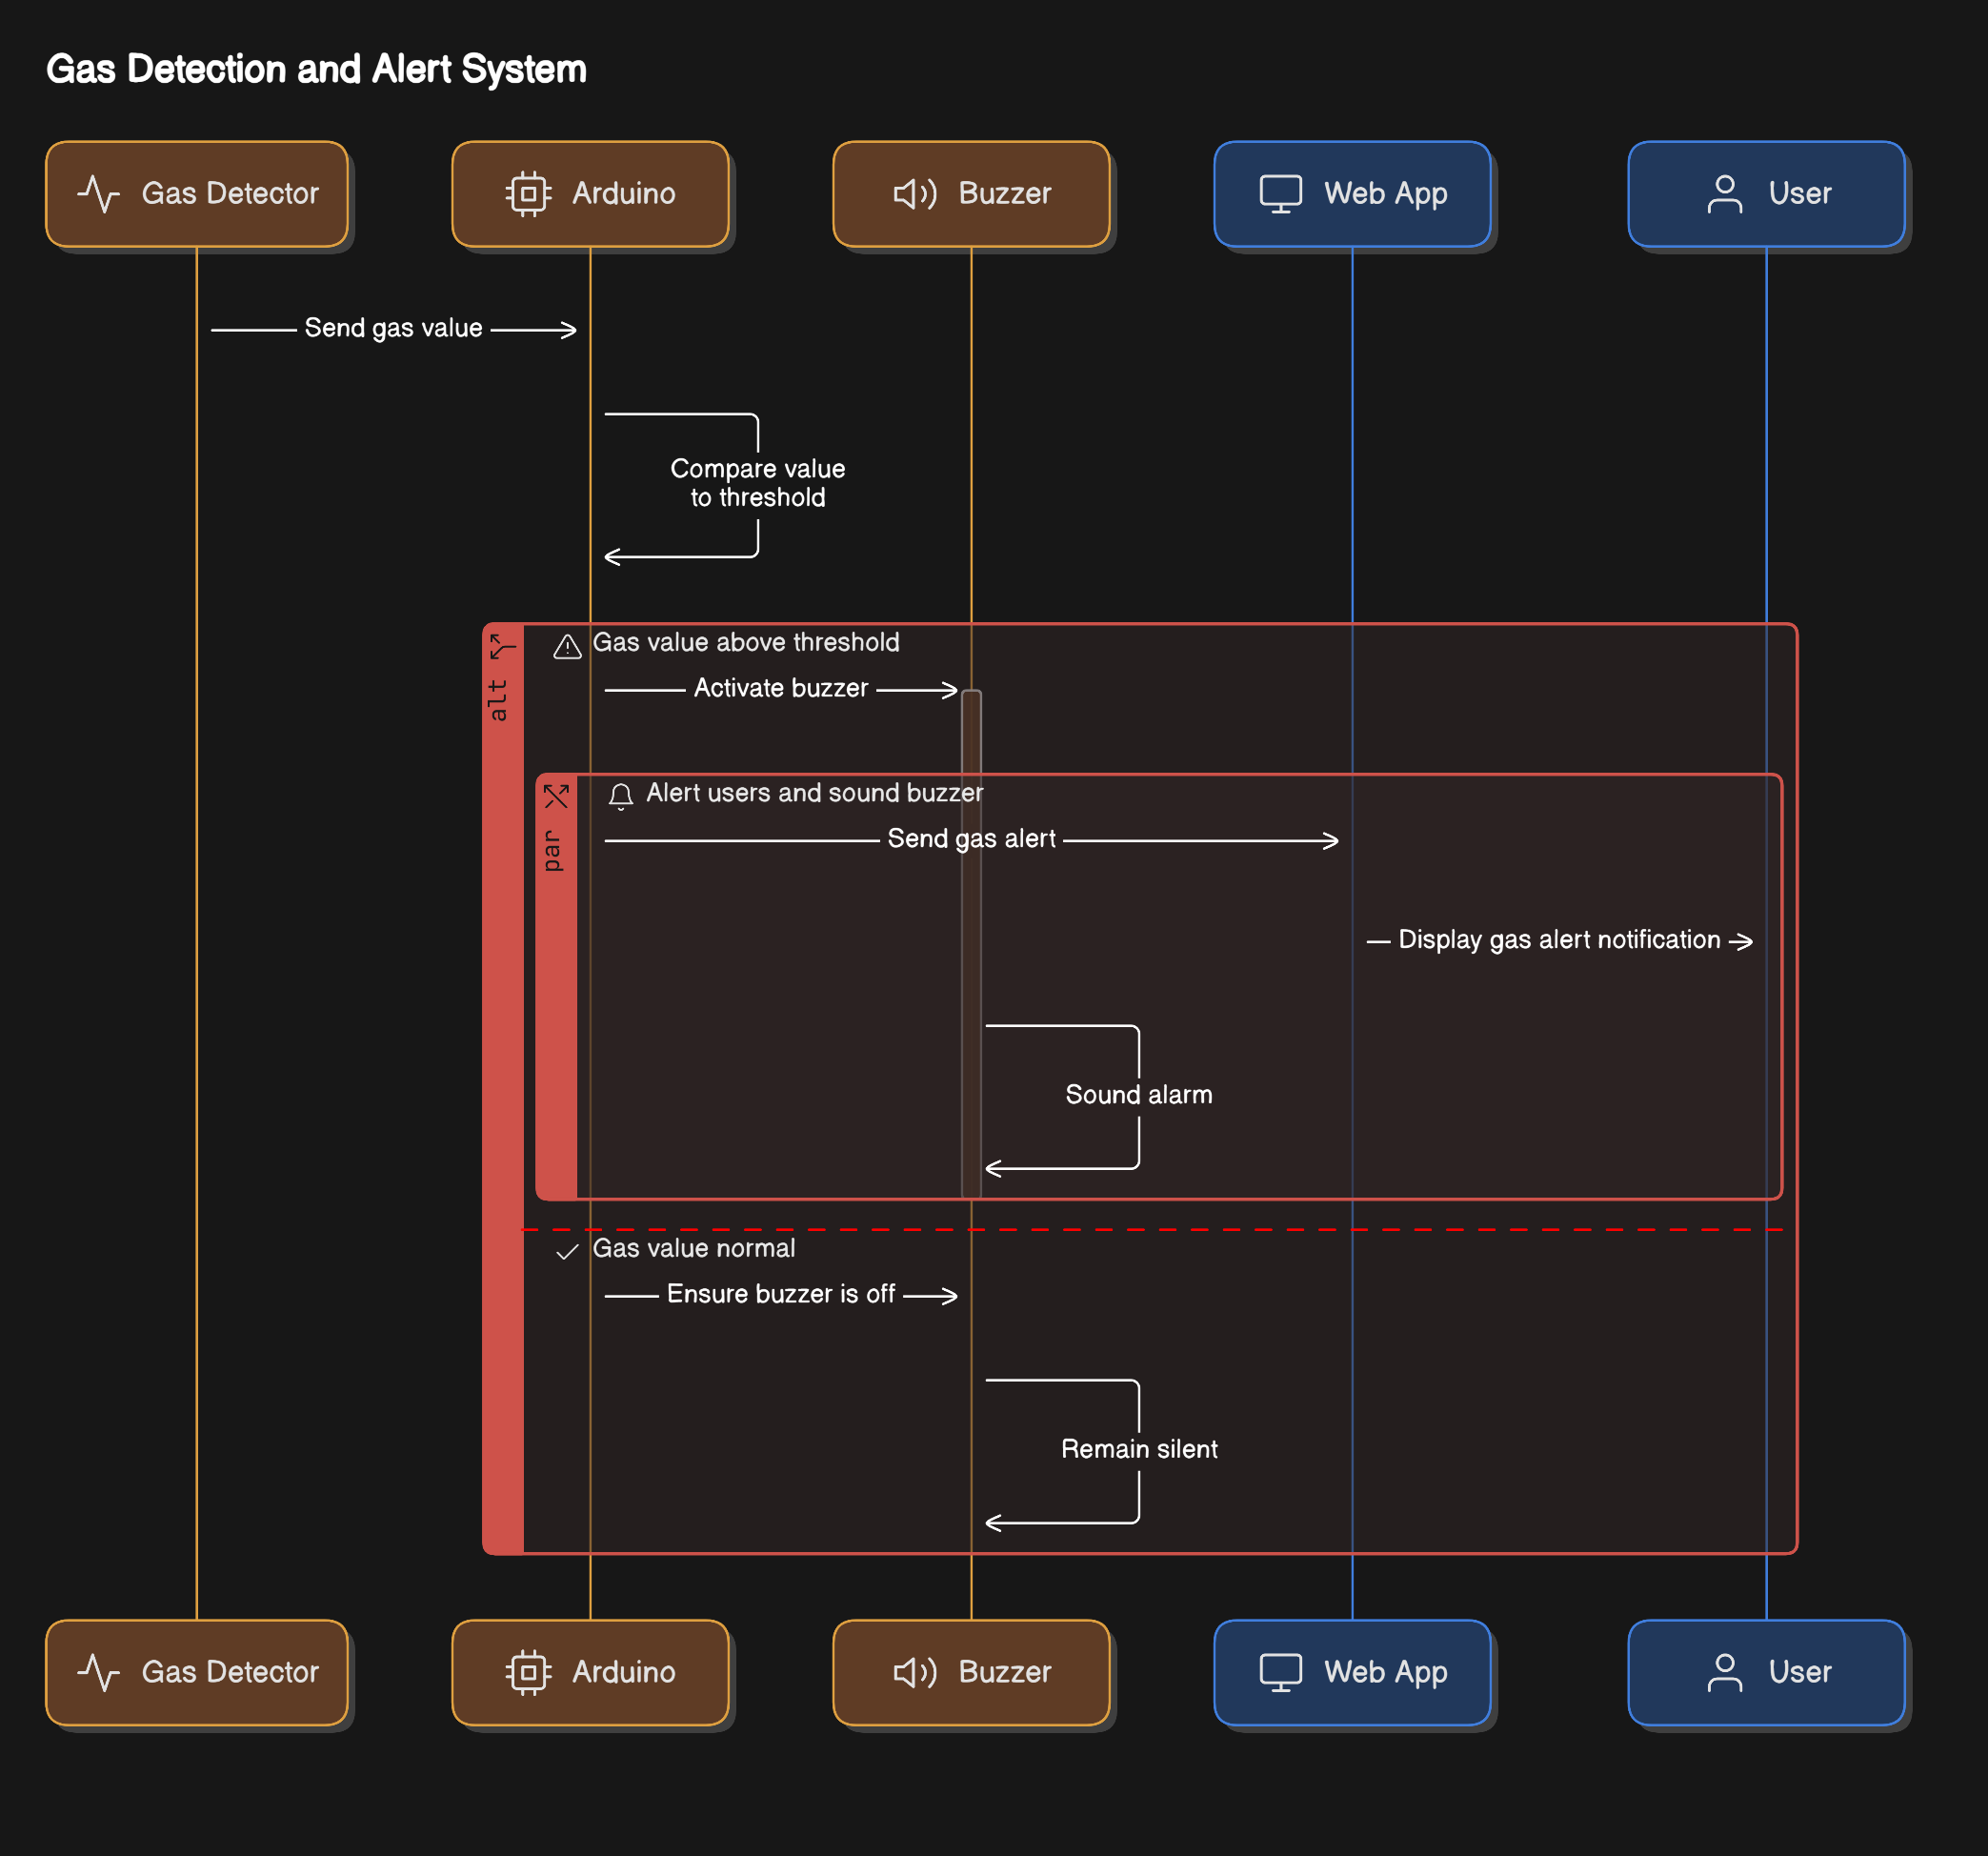 Gas Detection and Alert System
Gas Detector
Arduino
Buzzer
Web App
User
Send gas value
Compare value
to threshold
alt
Gas value above threshold
Activate buzzer
par
Alert users and sound buzzer
Send gas alert
Display gas alert notification
Sound alarm
Gas value normal
Ensure buzzer is off
Remain silent
Gas Detector
Arduino
Buzzer
Web App
User